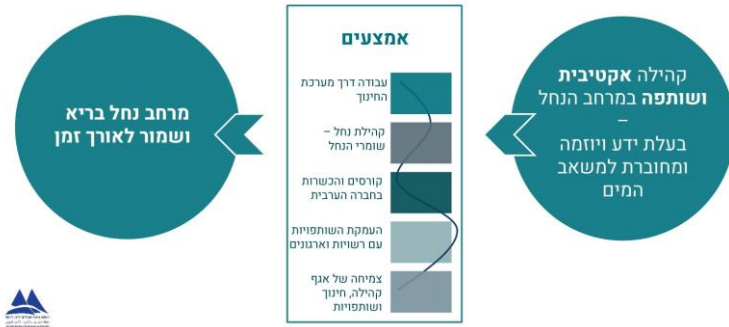 קהילה אקטיבית
ושותפה במרחב הנחל
–
בעלת ידע ויוזמה
ומחוברת למשאב
המים
אמצעים
עבודה דרך מערכת
החינוך
קהילת נחל – 
שומרי הנחל
קורסים והכשרות
בחברה הערבית
העמקת השותפויות
עם רשויות וארגונים
צמיחה של אגף
קהילה, חינוך
ושותפויות
מרחב נחל בריא
ושמור לאורך זמן